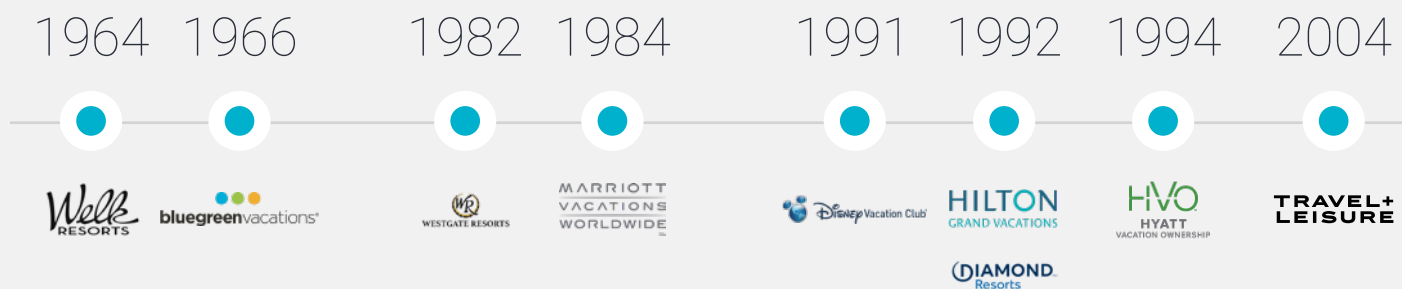 1964 1966 1982 1984 1991 1992 1994 2004
Welk
RESORTS
bluegreenvacations®
WR
WESTGATE RESORTS
MARRIOTT
VACATIONS
WORLDWIDE
Disney Vacation Club®
HILTON
GRAND VACATIONS
HVO
HYATT
VACATION OWNERSHIP
TRAVEL+
LEISURE
DIAMOND
Resorts